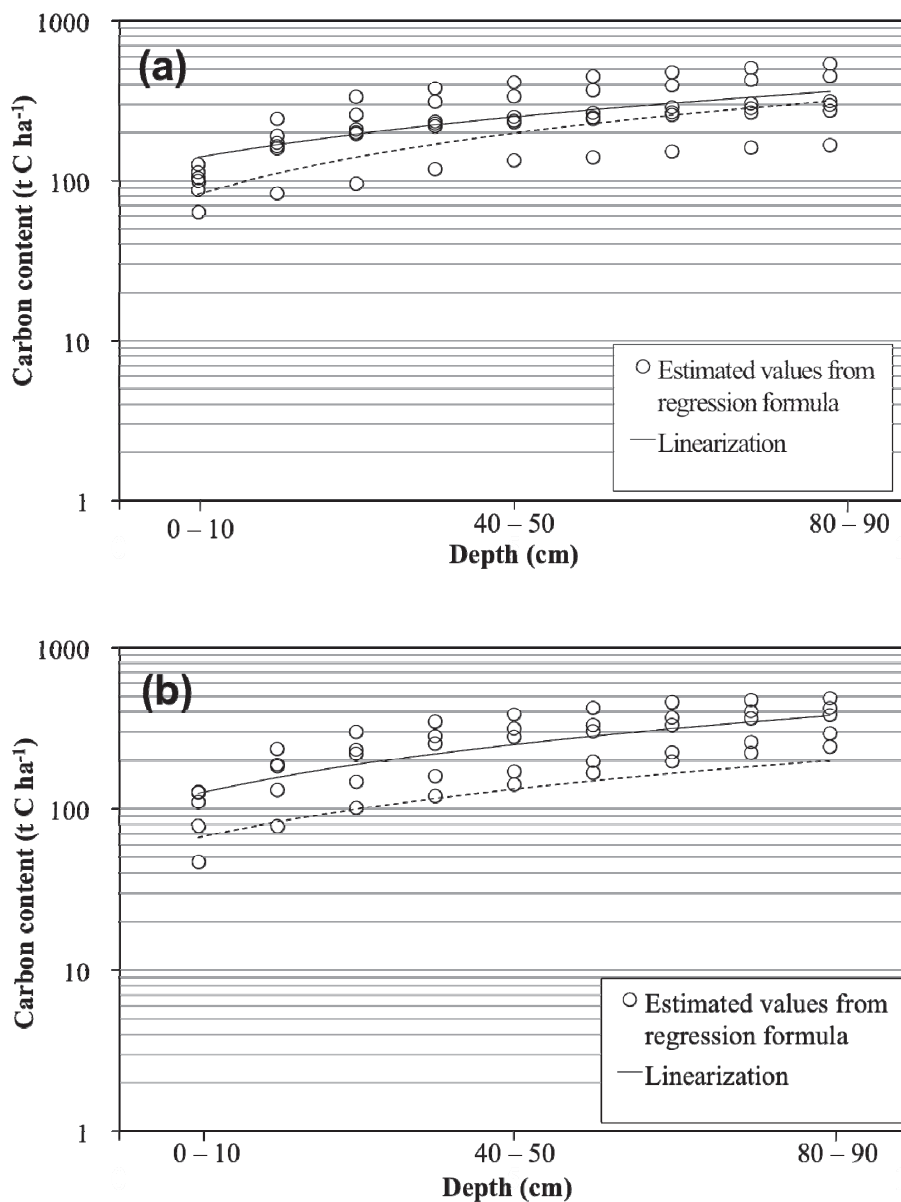 (a)
Carbon content (t C ha⁻¹)
1000
100
10
1
Estimated values from
regression formula
Linearization
0 – 10
40 – 50
80 – 90
Depth (cm)
(b)
Carbon content (t C ha⁻¹)
1000
100
10
1
Estimated values from
regression formula
Linearization
0 – 10
40 – 50
80 – 90
Depth (cm)